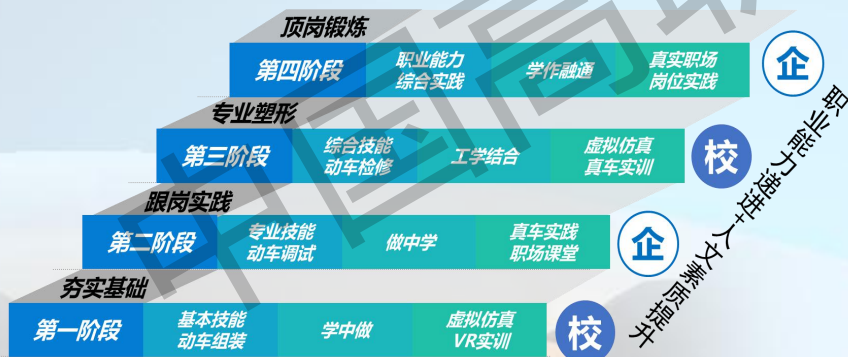 顶岗锻炼
第四阶段
职业能力
综合实践
学作融通
真实职场
岗位实践
企
专业塑形
第三阶段
综合技能
动车检修
工学结合
虚拟仿真
真车实训
校
跟岗实践
第二阶段
专业技能
动车调试
做中学
真车实践
职场课堂
企
夯实基础
第一阶段
基本技能
动车组装
学中做
虚拟仿真
VR实训
校
职业能力递进+人文素质提升
中国高职